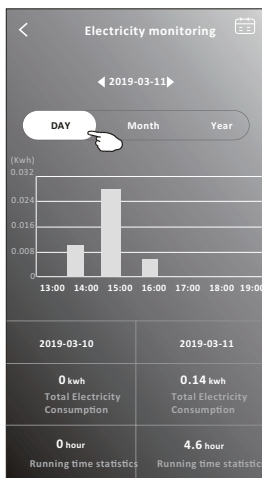 Electricity monitoring
2019-03-11
DAY Month Year
(Kwh)
0.032
0.024
0.016
0.008
0
13:00 14:00 15:00 16:00 17:00 18:00 19:00
2019-03-10 2019-03-11
0 kwh 0.14 kwh
Total Electricity Total Electricity
Consumption Consumption
0 hour 4.6 hour
Running time statistics Running time statistics